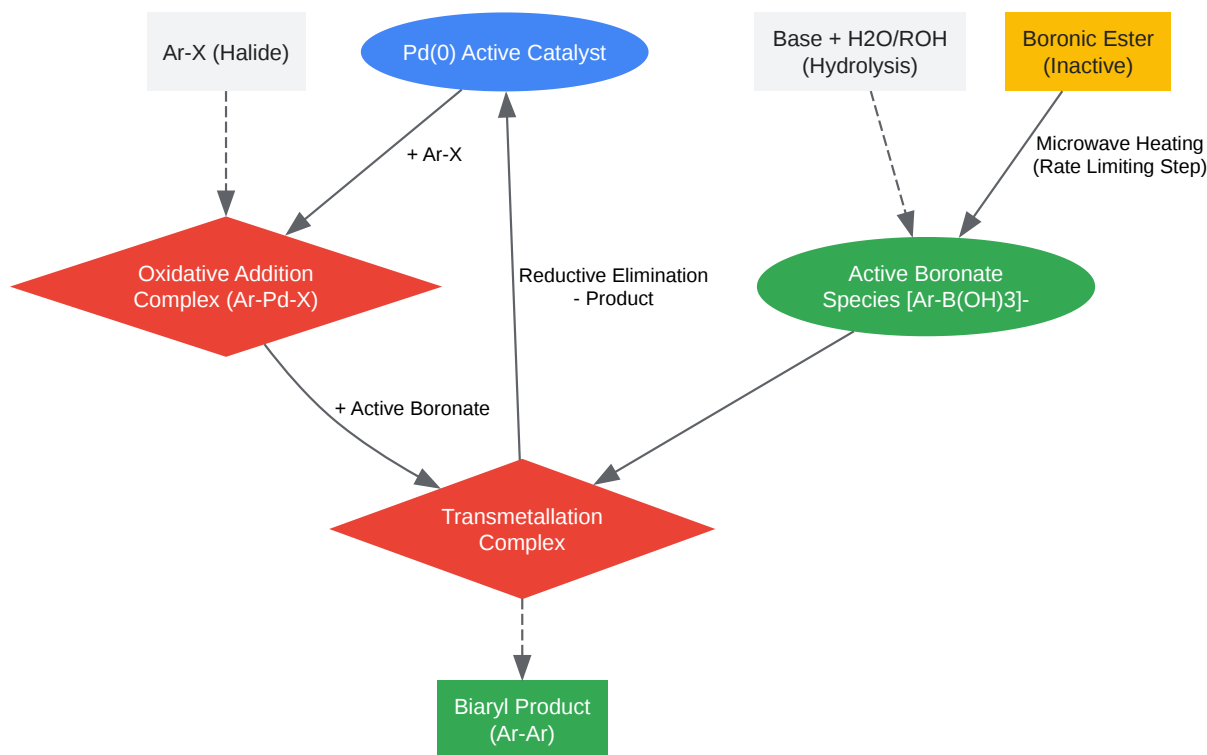 Ar-X (Halide)
Pd(0) Active Catalyst
Base + H2O/ROH
(Hydrolysis)
Boronic Ester
(Inactive)
+ Ar-X
Microwave Heating
(Rate Limiting Step)
Oxidative Addition
Complex (Ar-Pd-X)
Reductive Elimination
- Product
Active Boronate
Species [Ar-B(OH)3]-
+ Active Boronate
Transmetallation
Complex
Biaryl Product
(Ar-Ar)